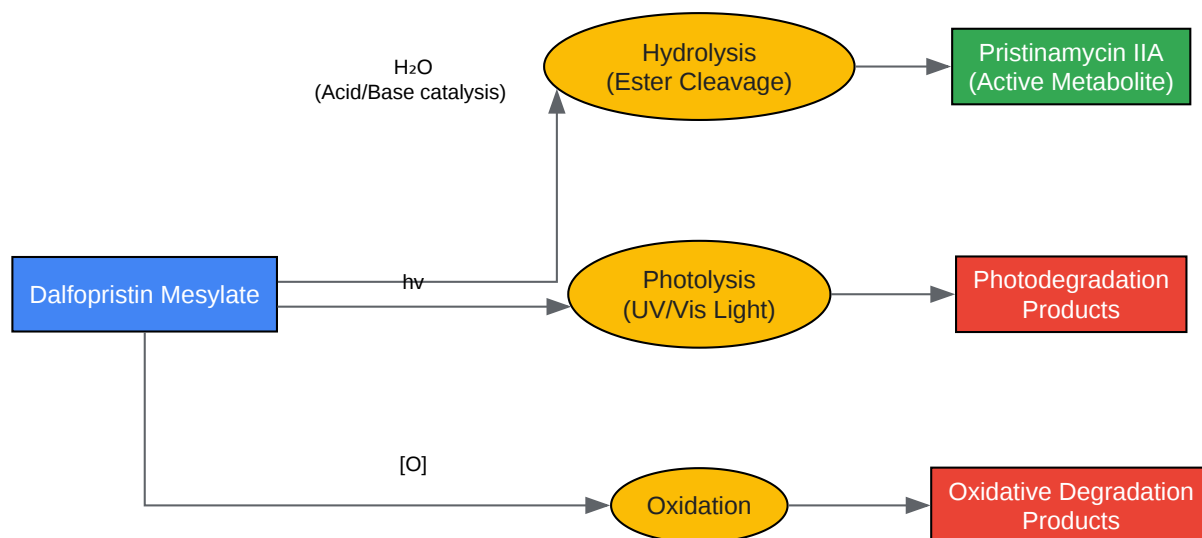 H₂O
(Acid/Base catalysis)
Hydrolysis
(Ester Cleavage)
Pristinamycin IIA
(Active Metabolite)
Dalfopristin Mesylate
hv
Photolysis
(UV/Vis Light)
Photodegradation
Products
[O]
Oxidation
Oxidative Degradation
Products